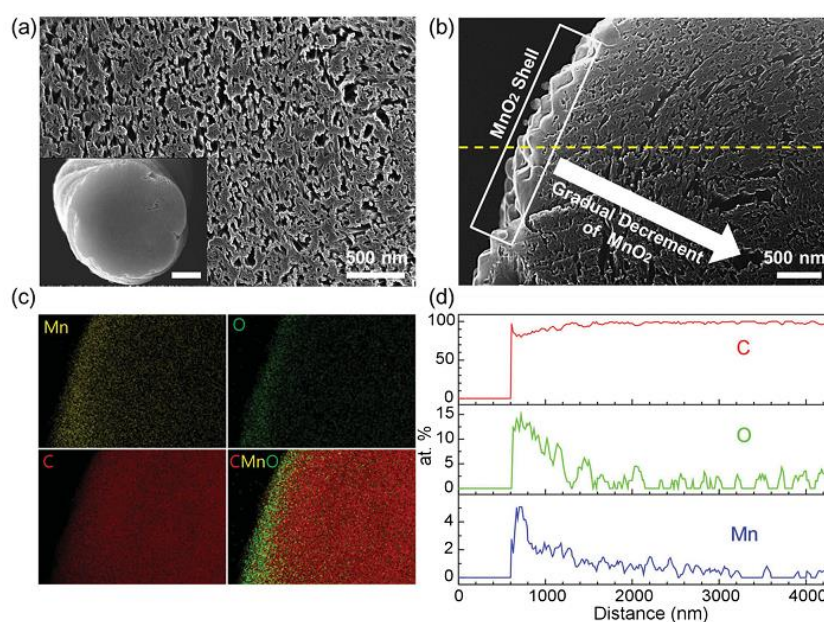 (a)
500 nm
(b)
MnO₂ Shell
Gradual Decrement
of MnO₂
500 nm
(c)
Mn
O
C
CMnO
(d)
100
50
0
C
15
10
5
0
O
at. %
4
2
0
Mn
0 1000 2000 3000 4000
Distance (nm)